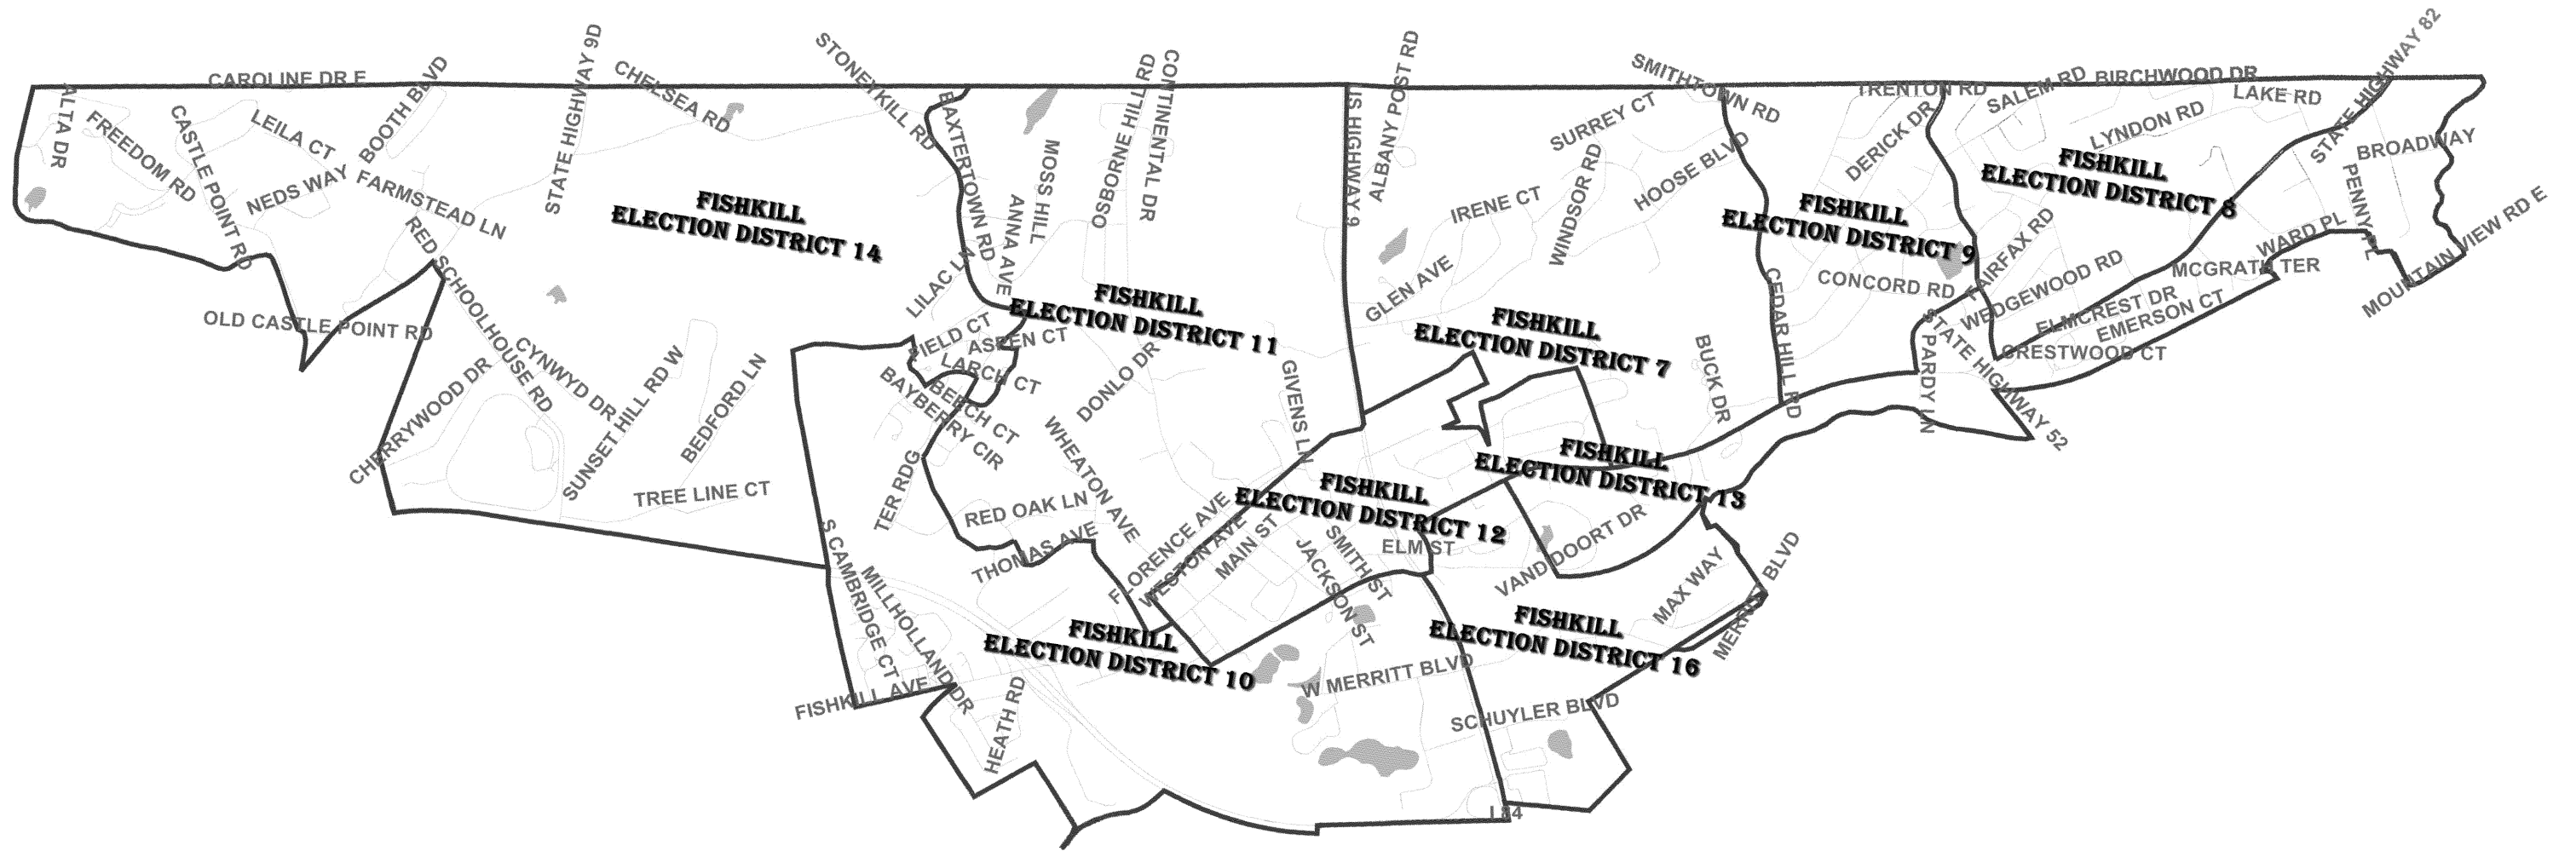 CAROLINE DR E
ALTA DR
FREEDOM RD
CASTLE POINT RD
LEILA CT
BOOTH BLVD
NEDS WAY
FARMSTEAD LN
RED SCHOOLHOUSE RD
OLD CASTLE POINT RD
STATE HIGHWAY 9D
CHELSEA RD
STONEYKILL RD
FISHKILL
ELECTION DISTRICT 14
CYNWYD DR
CHERRYWOOD DR
SUNSET HILL RD W
BEDFORD LN
TREE LINE CT
BAXTERTOWN RD
ANNA AVE
MOSS HILL
OSBORNE HILL RD
CONTINENTAL DR
LILAC LN
FISHKILL
ELECTION DISTRICT 11
FIELD CT
ASPEN CT
LARCH CT
BEECH CT
BAYBERRY CIR
TER RDG
DONLO DR
WHEATON AVE
RED OAK LN
THOMAS AVE
GIVENS LN
FLORENCE AVE
WESTON AVE
MAIN ST
S CAMBRIDGE CT
MILLHOLLAND DR
FISHKILL AVE
HEATH RD
FISHKILL
ELECTION DISTRICT 10
US HIGHWAY 9
ALBANY POST RD
SMITHTOWN RD
SURREY CT
WINDSOR RD
HOOSE BLVD
IRENE CT
GLEN AVE
FISHKILL
ELECTION DISTRICT 7
BUCK DR
CEDAR HILL RD
FISHKILL
ELECTION DISTRICT 12
FISHKILL
ELECTION DISTRICT 13
ELM ST
SMITH ST
JACKSON ST
VAN DOORT DR
MAX WAY
MERRITT BLVD
FISHKILL
ELECTION DISTRICT 16
W MERRITT BLVD
SCHUYLER BLVD
I 84
TRENTON RD
DERICK DR
FISHKILL
ELECTION DISTRICT 9
CONCORD RD
SALEM RD
BIRCHWOOD DR
LAKE RD
LYNDON RD
STATE HIGHWAY 82
FISHKILL
ELECTION DISTRICT 8
BROADWAY
PENNY PL
FAIRFAX RD
WEDGEWOOD RD
WARD PL
MCGRATH TER
MOUNTAIN VIEW RD E
ELMCREST DR
EMERSON CT
CRESTWOOD CT
STATE HIGHWAY 52
PARDY LN